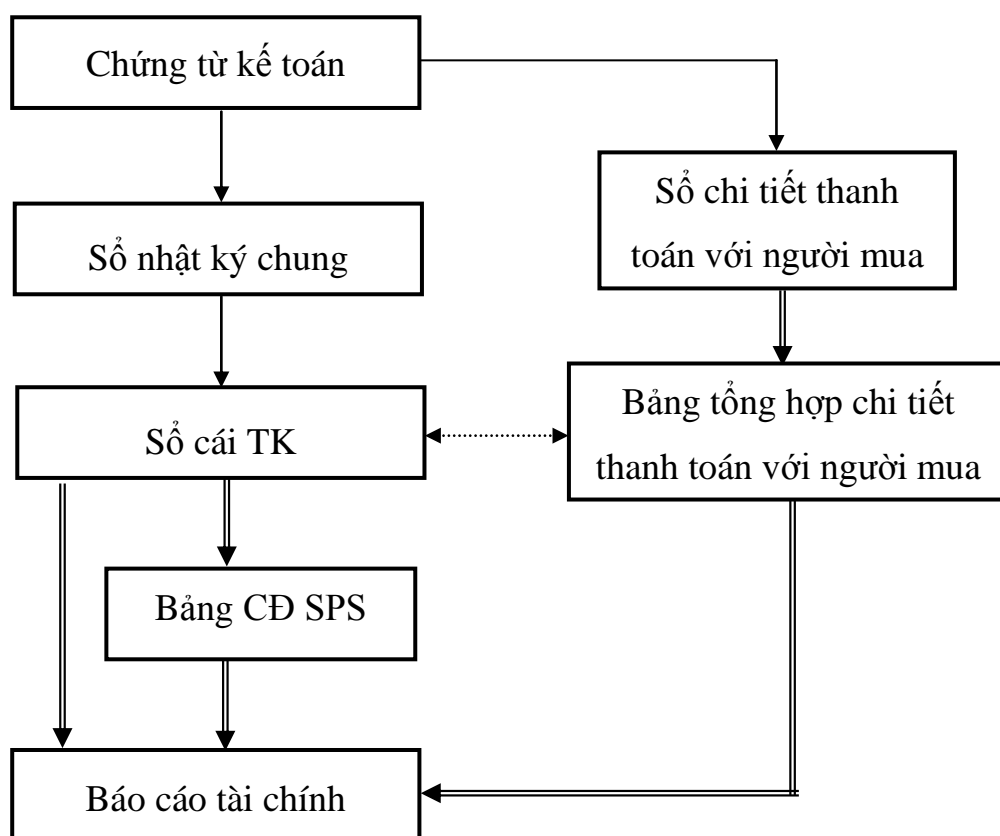 Chứng từ kế toán
Sổ chi tiết thanh
toán với người mua
Sổ nhật ký chung
Bảng tổng hợp chi tiết
thanh toán với người mua
Sổ cái TK
Bảng CĐ SPS
Báo cáo tài chính